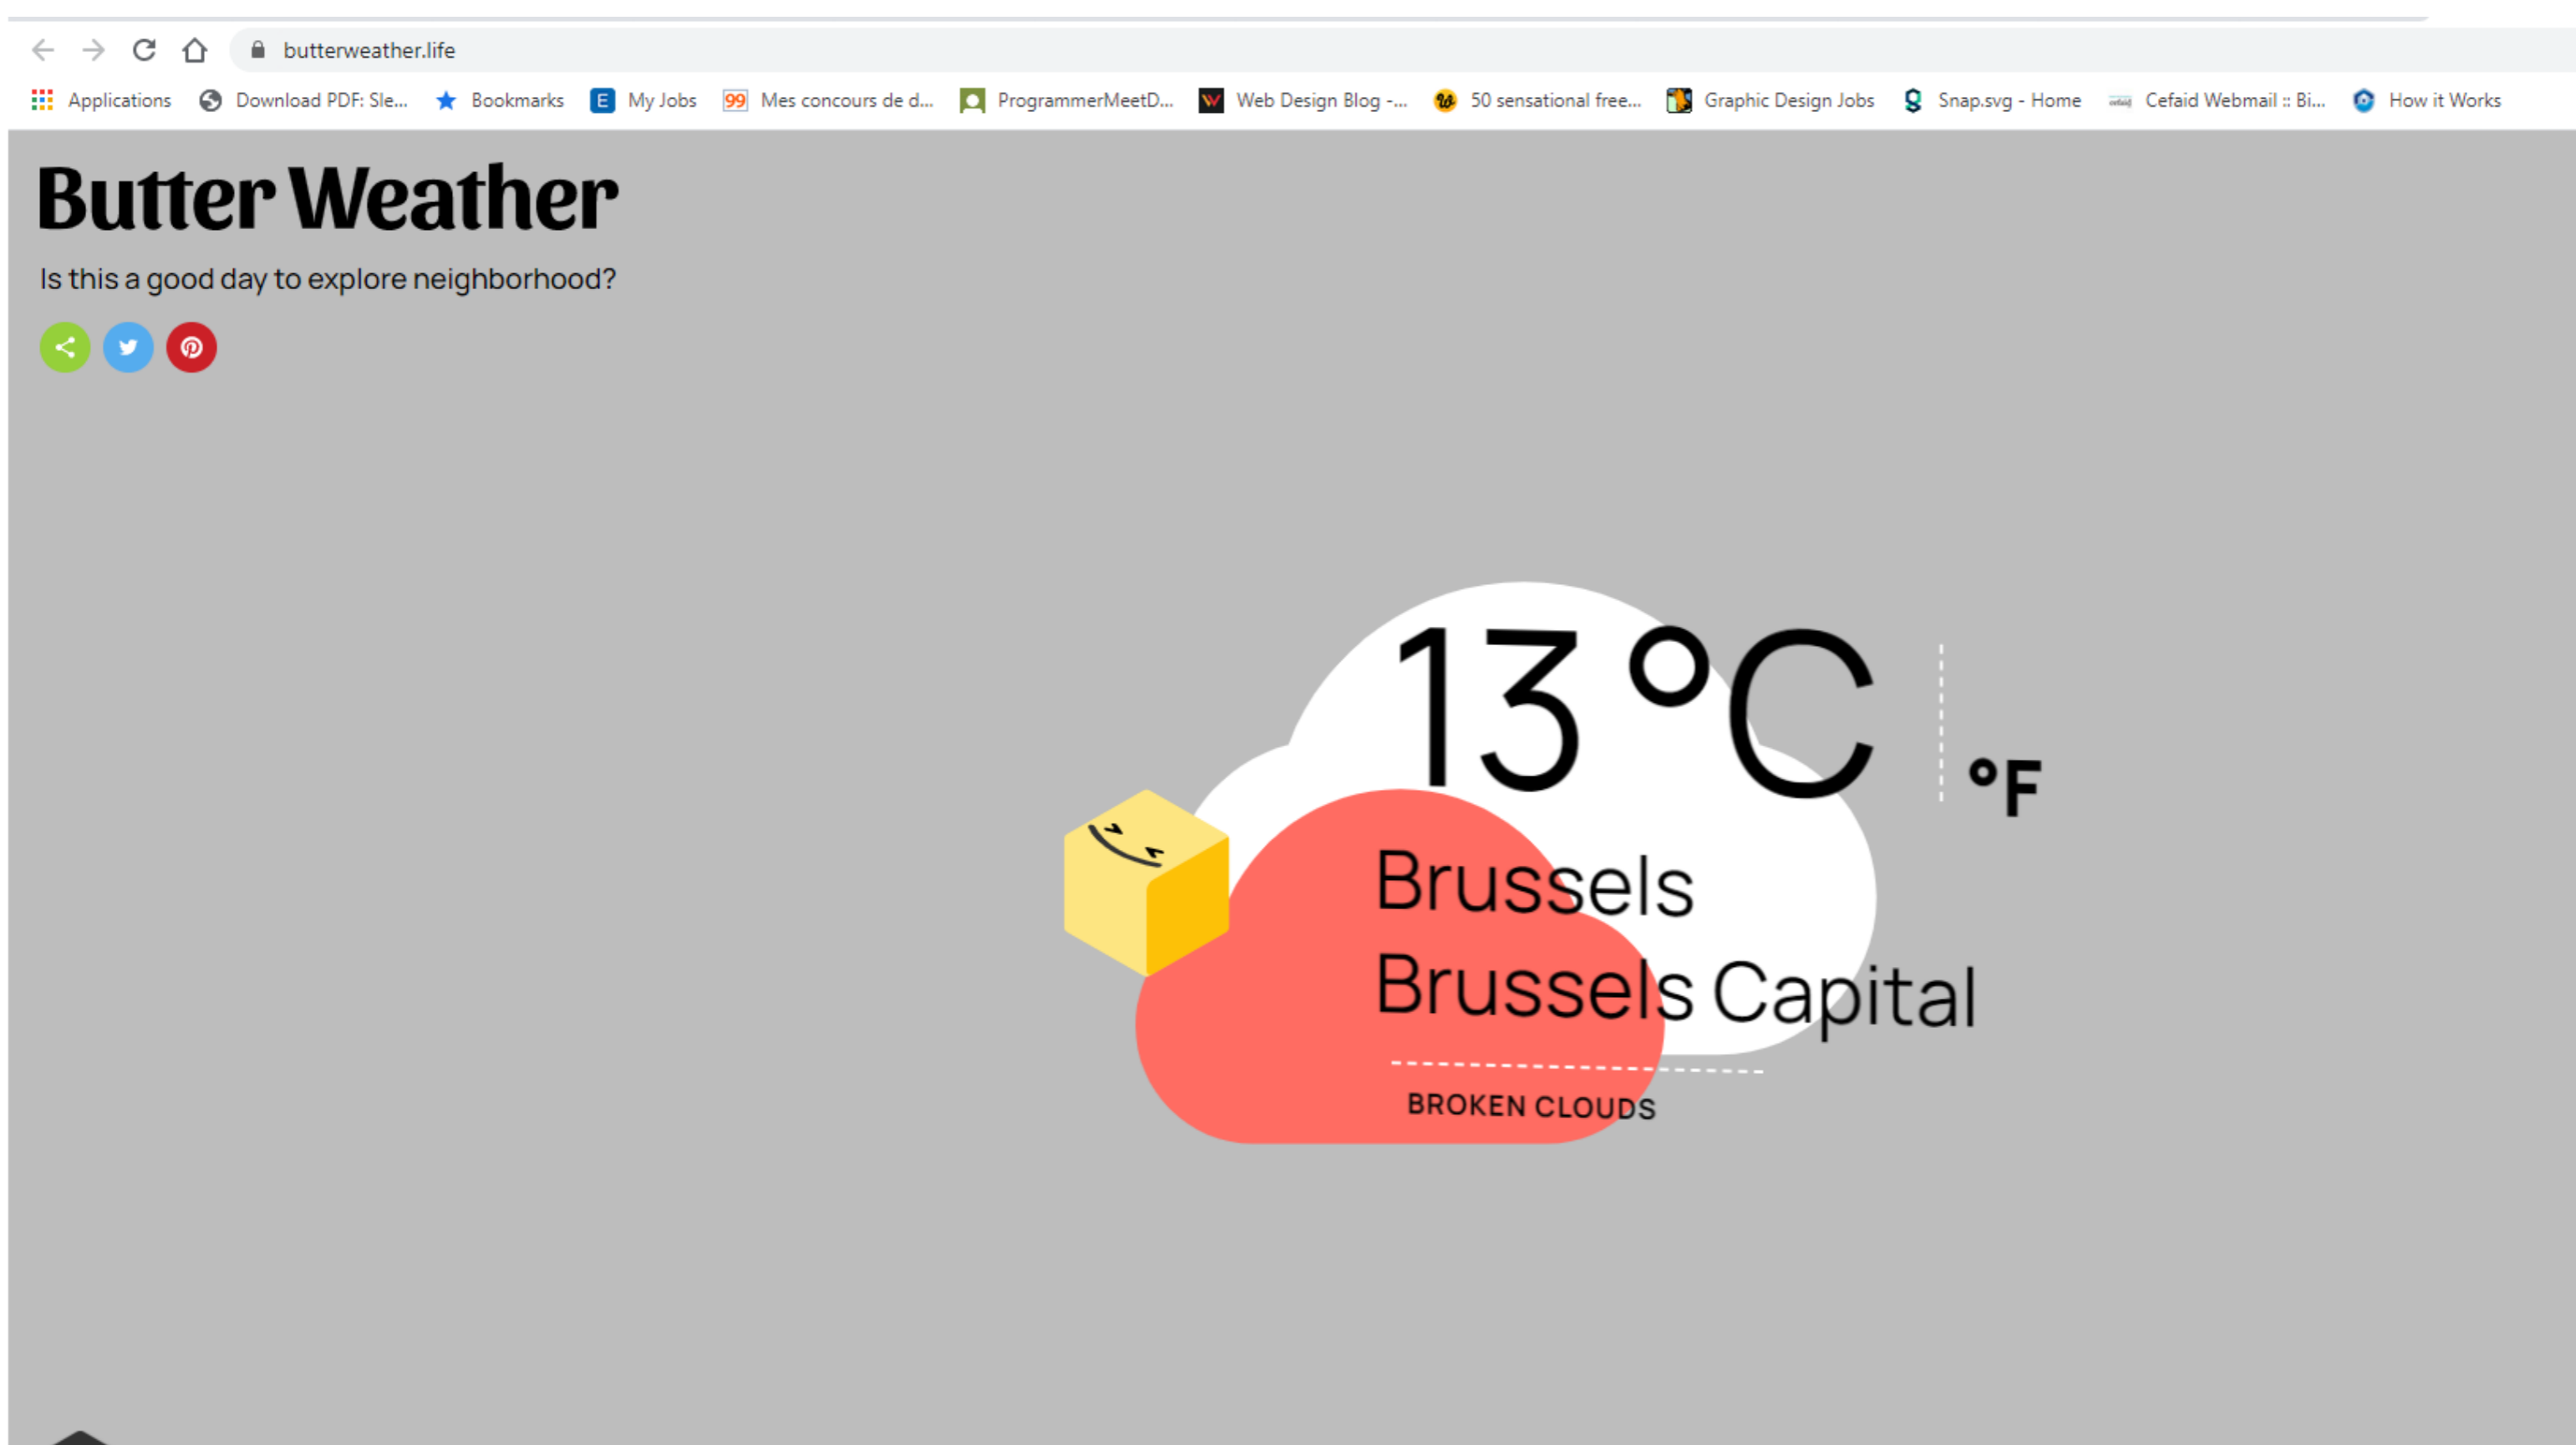 butterweather.life
Applications Download PDF: Sle... Bookmarks E My Jobs 99 Mes concours de d... ProgrammerMeetD... Web Design Blog -... 50 sensational free... Graphic Design Jobs Snap.svg - Home Cefaid Webmail :: Bi... How it Works
Butter Weather
Is this a good day to explore neighborhood?
13 °C
°F
Brussels
Brussels Capital
BROKEN CLOUDS